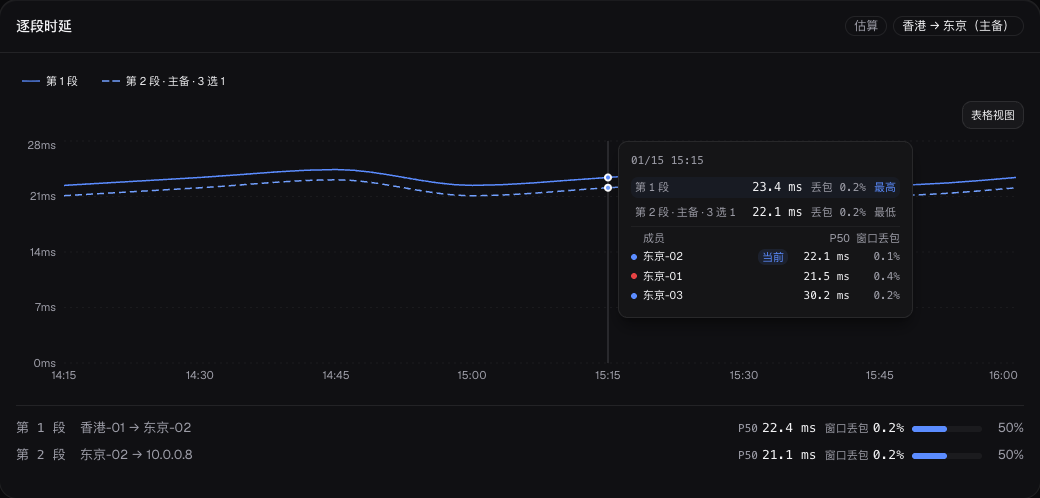 逐段时延 估算 香港 → 东京（主备）
第 1 段 第 2 段 · 主备 · 3 选 1
表格视图
28ms
21ms
14ms
7ms
0ms
01/15 15:15
第 1 段 23.4 ms 丢包 0.2% 最高
第 2 段 · 主备 · 3 选 1 22.1 ms 丢包 0.2% 最低
成员 P50 窗口丢包
东京-02 当前 22.1 ms 0.1%
东京-01 21.5 ms 0.4%
东京-03 30.2 ms 0.2%
14:15 14:30 14:45 15:00 15:15 15:30 15:45 16:00
第 1 段 香港-01 → 东京-02 P50 22.4 ms 窗口丢包 0.2% 50%
第 2 段 东京-02 → 10.0.0.8 P50 21.1 ms 窗口丢包 0.2% 50%